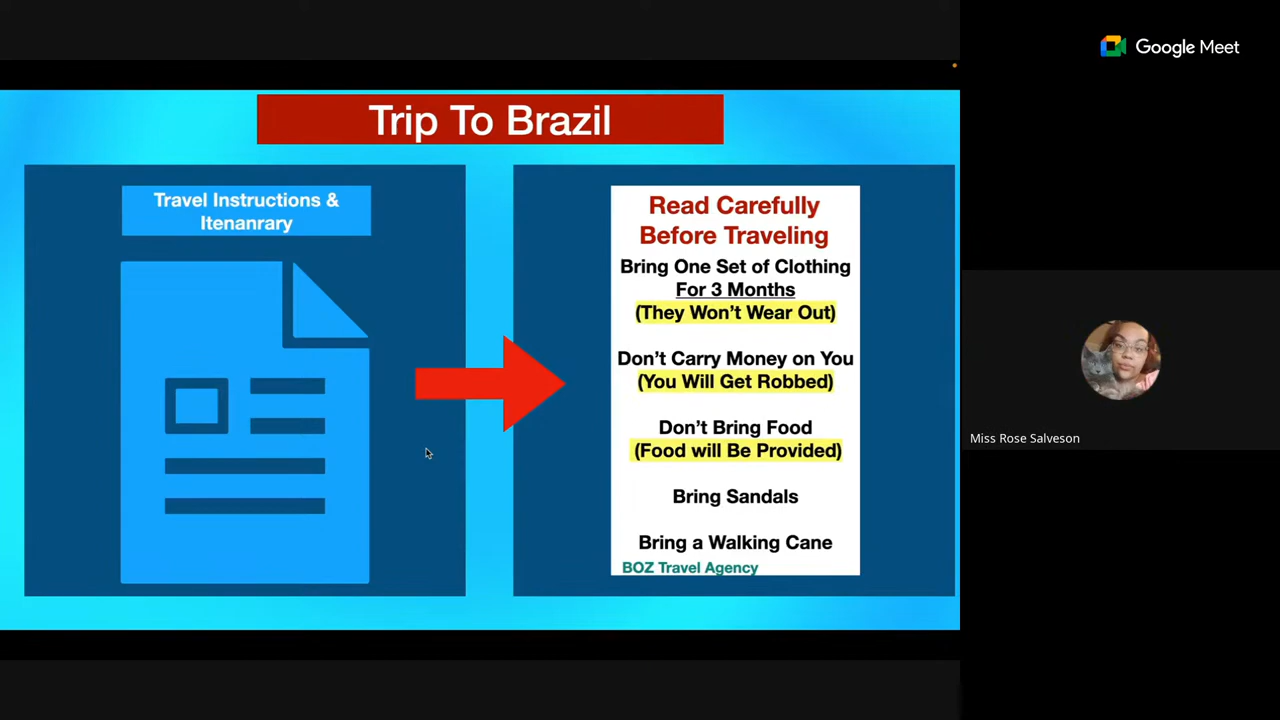 Google Meet
Trip To Brazil
Travel Instructions &
Itenanrary
Read Carefully
Before Traveling
Bring One Set of Clothing
For 3 Months
(They Won't Wear Out)
Don't Carry Money on You
(You Will Get Robbed)
Don't Bring Food
(Food will Be Provided)
Bring Sandals
Bring a Walking Cane
BOZ Travel Agency
Miss Rose Salveson